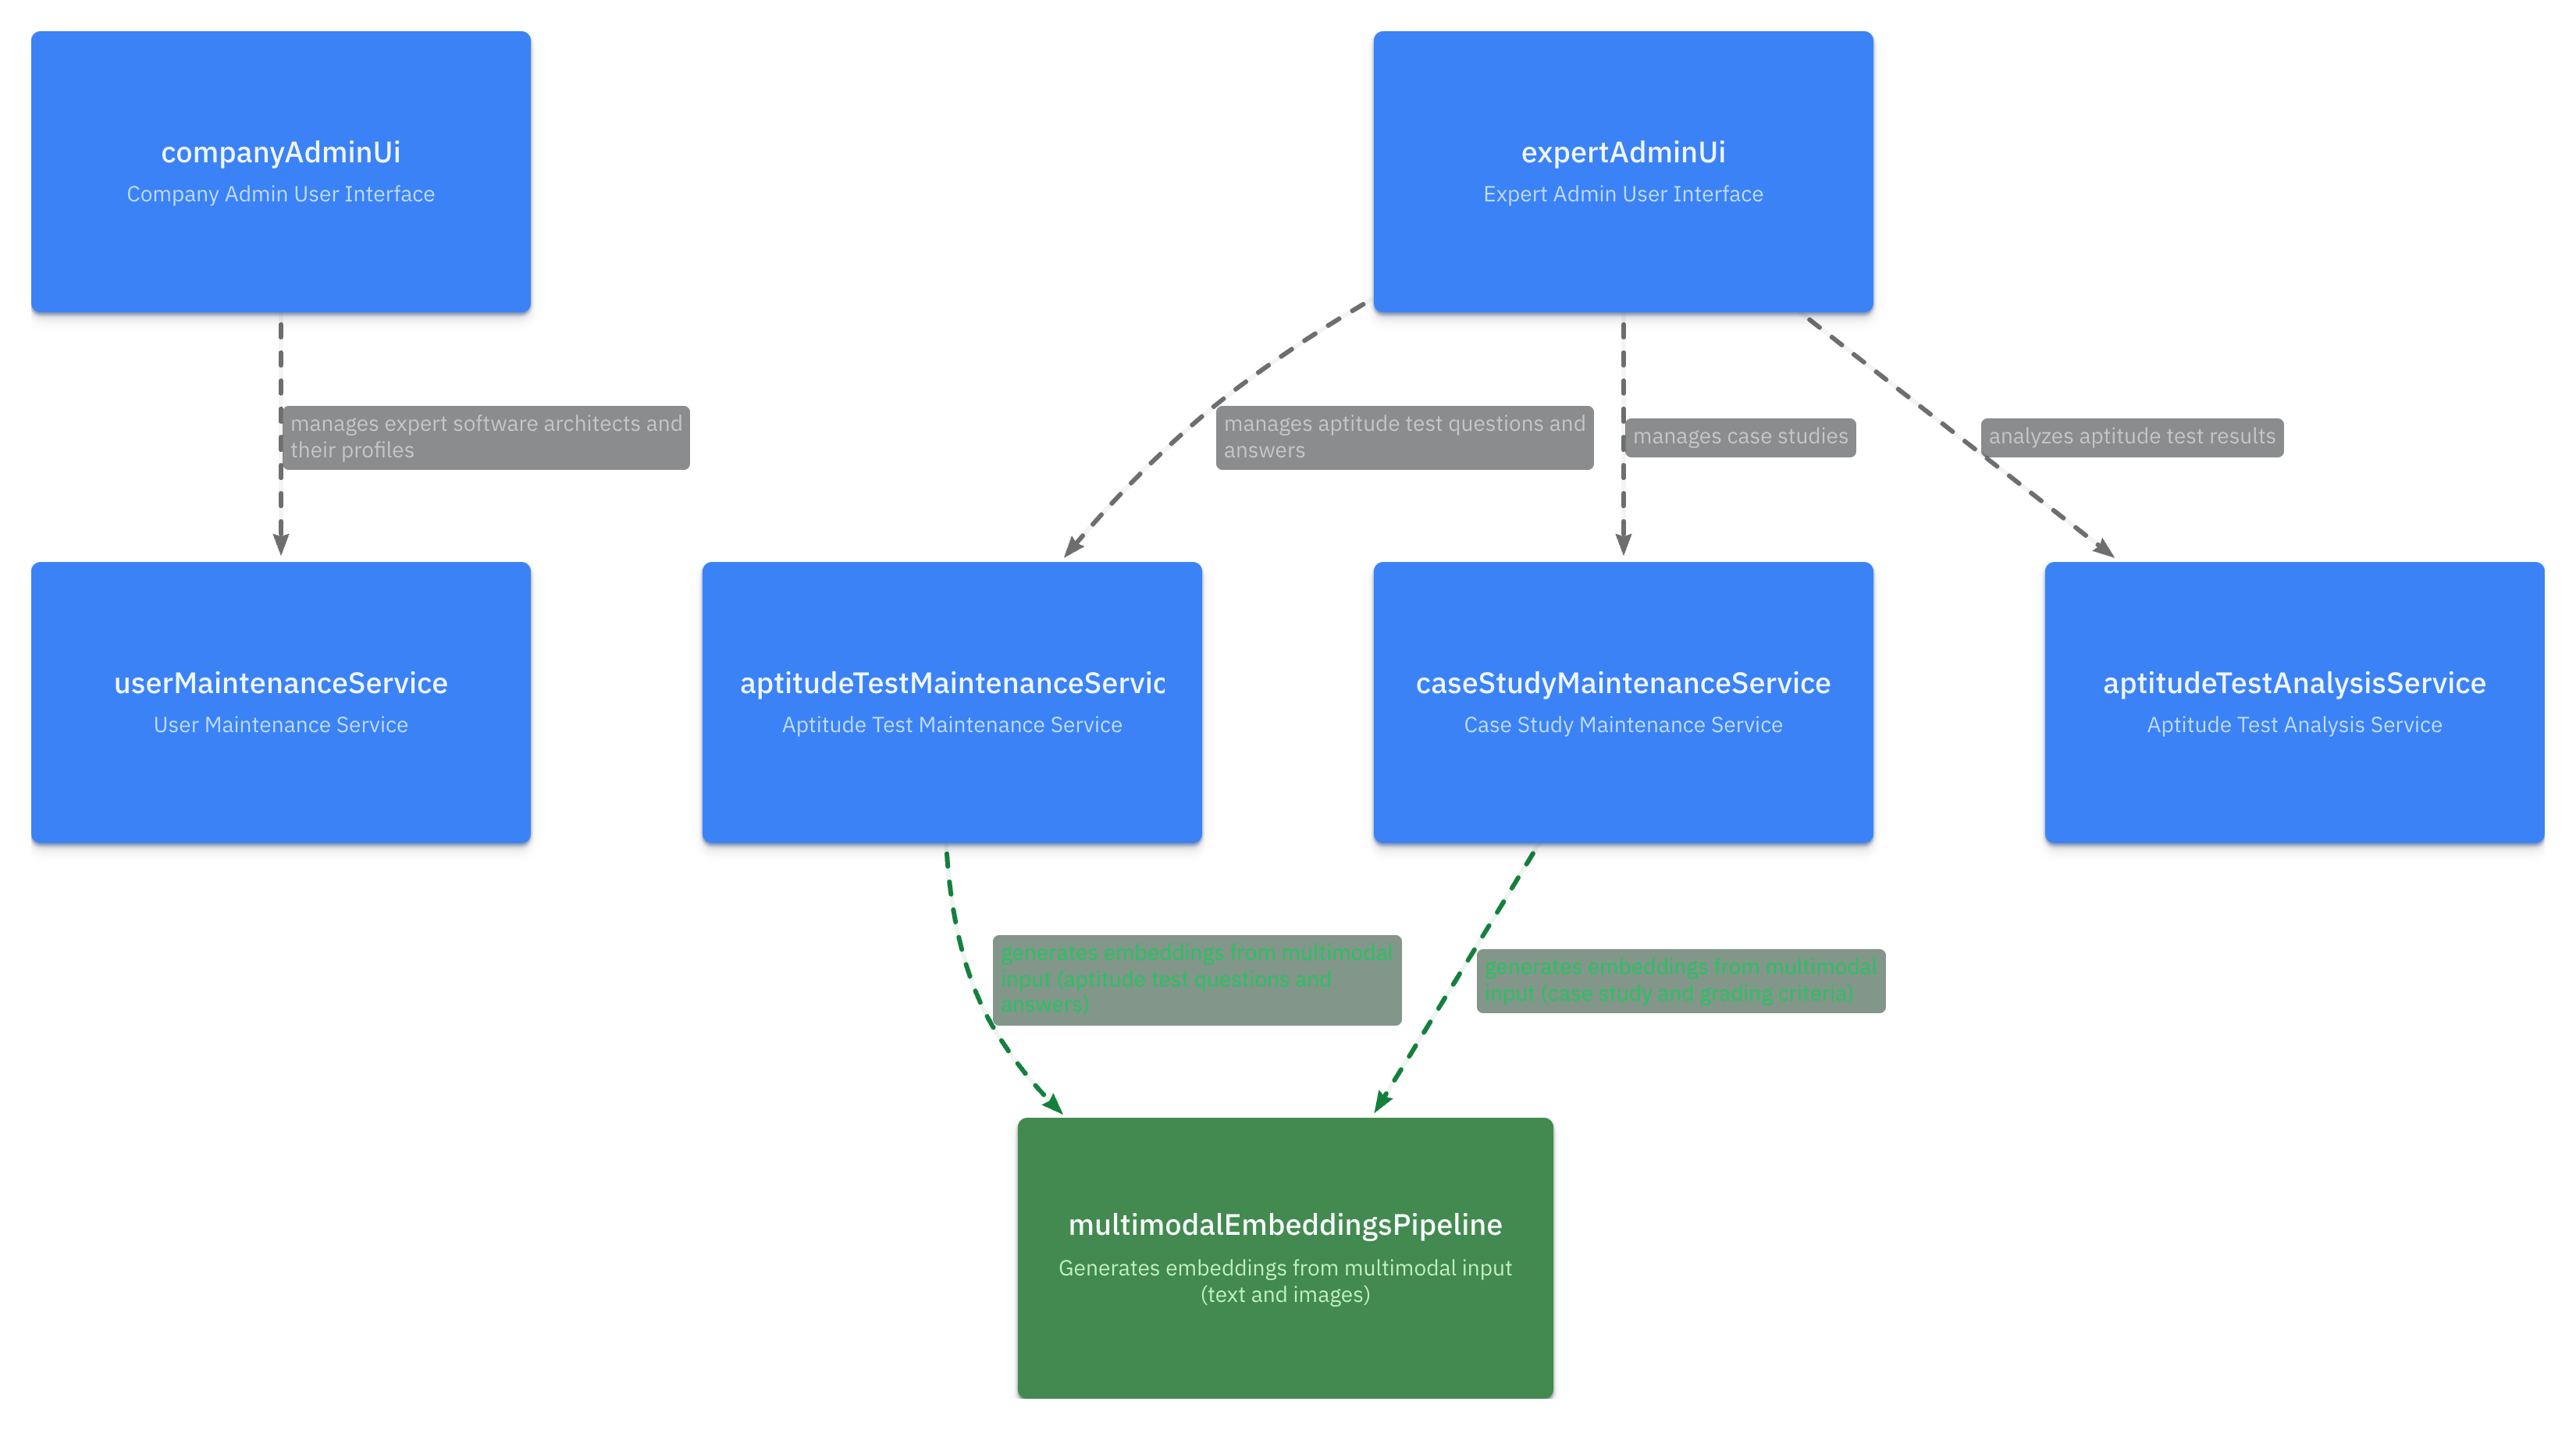 companyAdminUi
Company Admin User Interface
expertAdminUi
Expert Admin User Interface
manages expert software architects and
their profiles
manages aptitude test questions and
answers
manages case studies
analyzes aptitude test results
userMaintenanceService
User Maintenance Service
aptitudeTestMaintenanceServic
Aptitude Test Maintenance Service
caseStudyMaintenanceService
Case Study Maintenance Service
aptitudeTestAnalysisService
Aptitude Test Analysis Service
generates embeddings from multimodal
input (aptitude test questions and
answers)
generates embeddings from multimodal
input (case study and grading criteria)
multimodalEmbeddingsPipeline
Generates embeddings from multimodal input
(text and images)